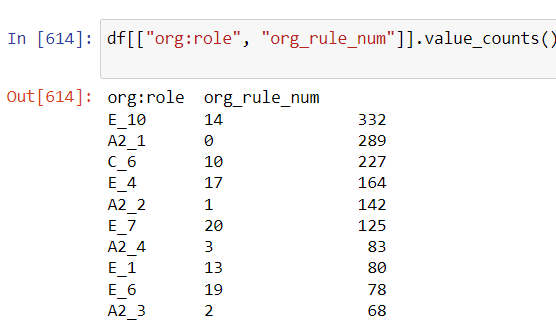 In [614]: df[["org:role", "org_rule_num"]].value_counts()
Out[614]: org:role org_rule_num
E_10 14 332
A2_1 0 289
C_6 10 227
E_4 17 164
A2_2 1 142
E_7 20 125
A2_4 3 83
E_1 13 80
E_6 19 78
A2_3 2 68